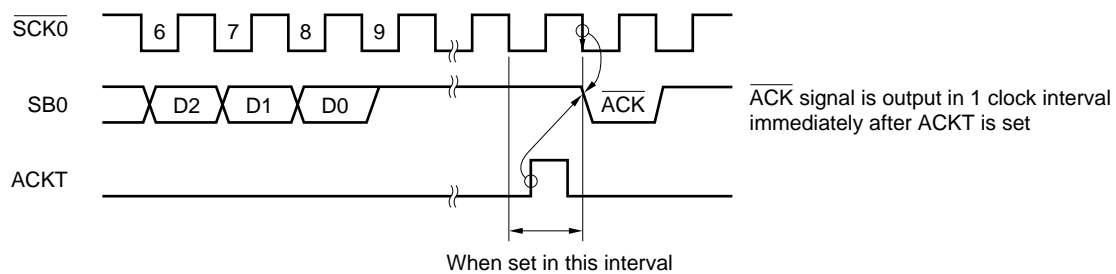 SCK0
6 7 8 9
SB0
D2 D1 D0
ACK
ACK signal is output in 1 clock interval
immediately after ACKT is set
ACKT
When set in this interval